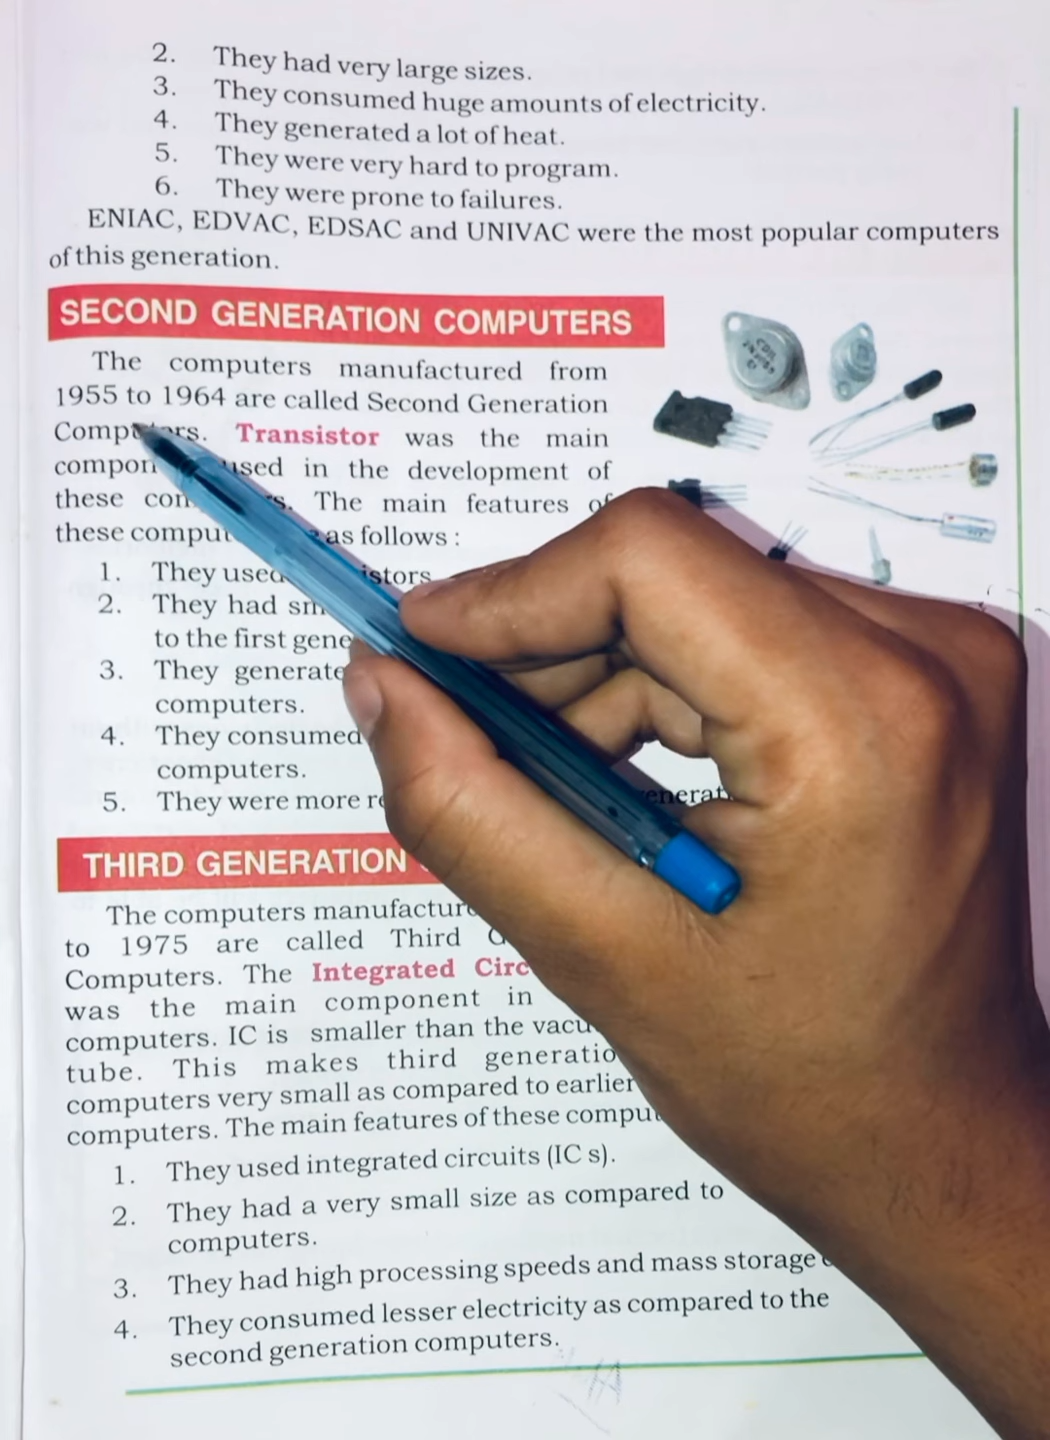 2. They had very large sizes.
3. They consumed huge amounts of electricity.
4. They generated a lot of heat.
5. They were very hard to program.
6. They were prone to failures.
ENIAC, EDVAC, EDSAC and UNIVAC were the most popular computers
of this generation.
SECOND GENERATION COMPUTERS
The computers manufactured from
1955 to 1964 are called Second Generation
Transistor was the main
used in the development of
these The main features of
these as follows :
1. They used
2. They had
to the first
3. They
computers.
4. They consumed
computers.
5. They were more
THIRD GENERATION
The computers
to 1975 are called Third
Computers. The Integrated
was the main component in
computers. IC is smaller than the
tube. This makes third
computers very small as compared to earlier
computers. The main features of these
1. They used integrated circuits (IC s).
2. They had a very small size as compared to
computers.
3. They had high processing speeds and mass storage
4. They consumed lesser electricity as compared to the
second generation computers.